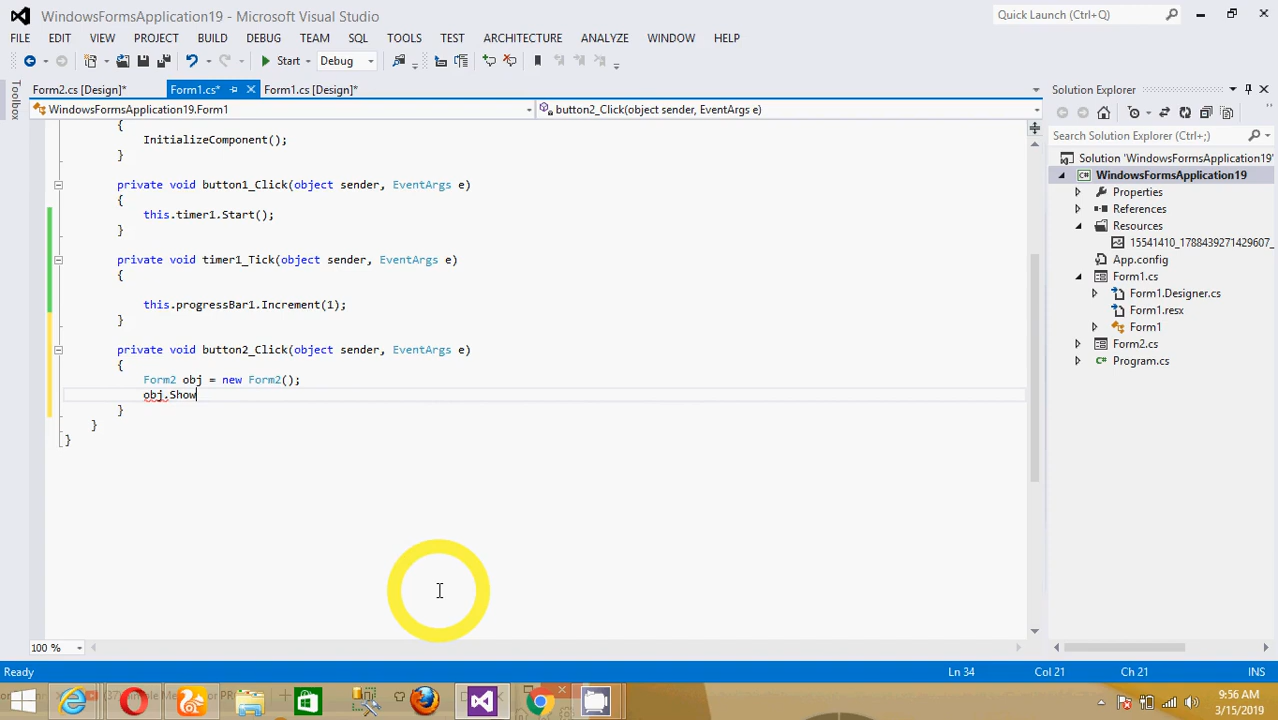 WindowsFormsApplication19 - Microsoft Visual Studio
Quick Launch (Ctrl+Q)
FILE EDIT VIEW PROJECT BUILD DEBUG TEAM SQL TOOLS TEST ARCHITECTURE ANALYZE WINDOW HELP
Start Debug
Toolbox
Form2.cs [Design]* Form1.cs* Form1.cs [Design]*
WindowsFormsApplication19.Form1 button2_Click(object sender, EventArgs e)
{
InitializeComponent();
}
private void button1_Click(object sender, EventArgs e)
{
this.timer1.Start();
}
private void timer1_Tick(object sender, EventArgs e)
{
this.progressBar1.Increment(1);
}
private void button2_Click(object sender, EventArgs e)
{
Form2 obj = new Form2();
obj.Show
}
}
}
100 %
Solution Explorer
Search Solution Explorer (Ctrl+;)
Solution 'WindowsFormsApplication19'
WindowsFormsApplication19
Properties
References
Resources
15541410_1788439271429607_
App.config
Form1.cs
Form1.Designer.cs
Form1.resx
Form1
Form2.cs
Program.cs
Ready Ln 34 Col 21 Ch 21 INS
9:56 AM
3/15/2019